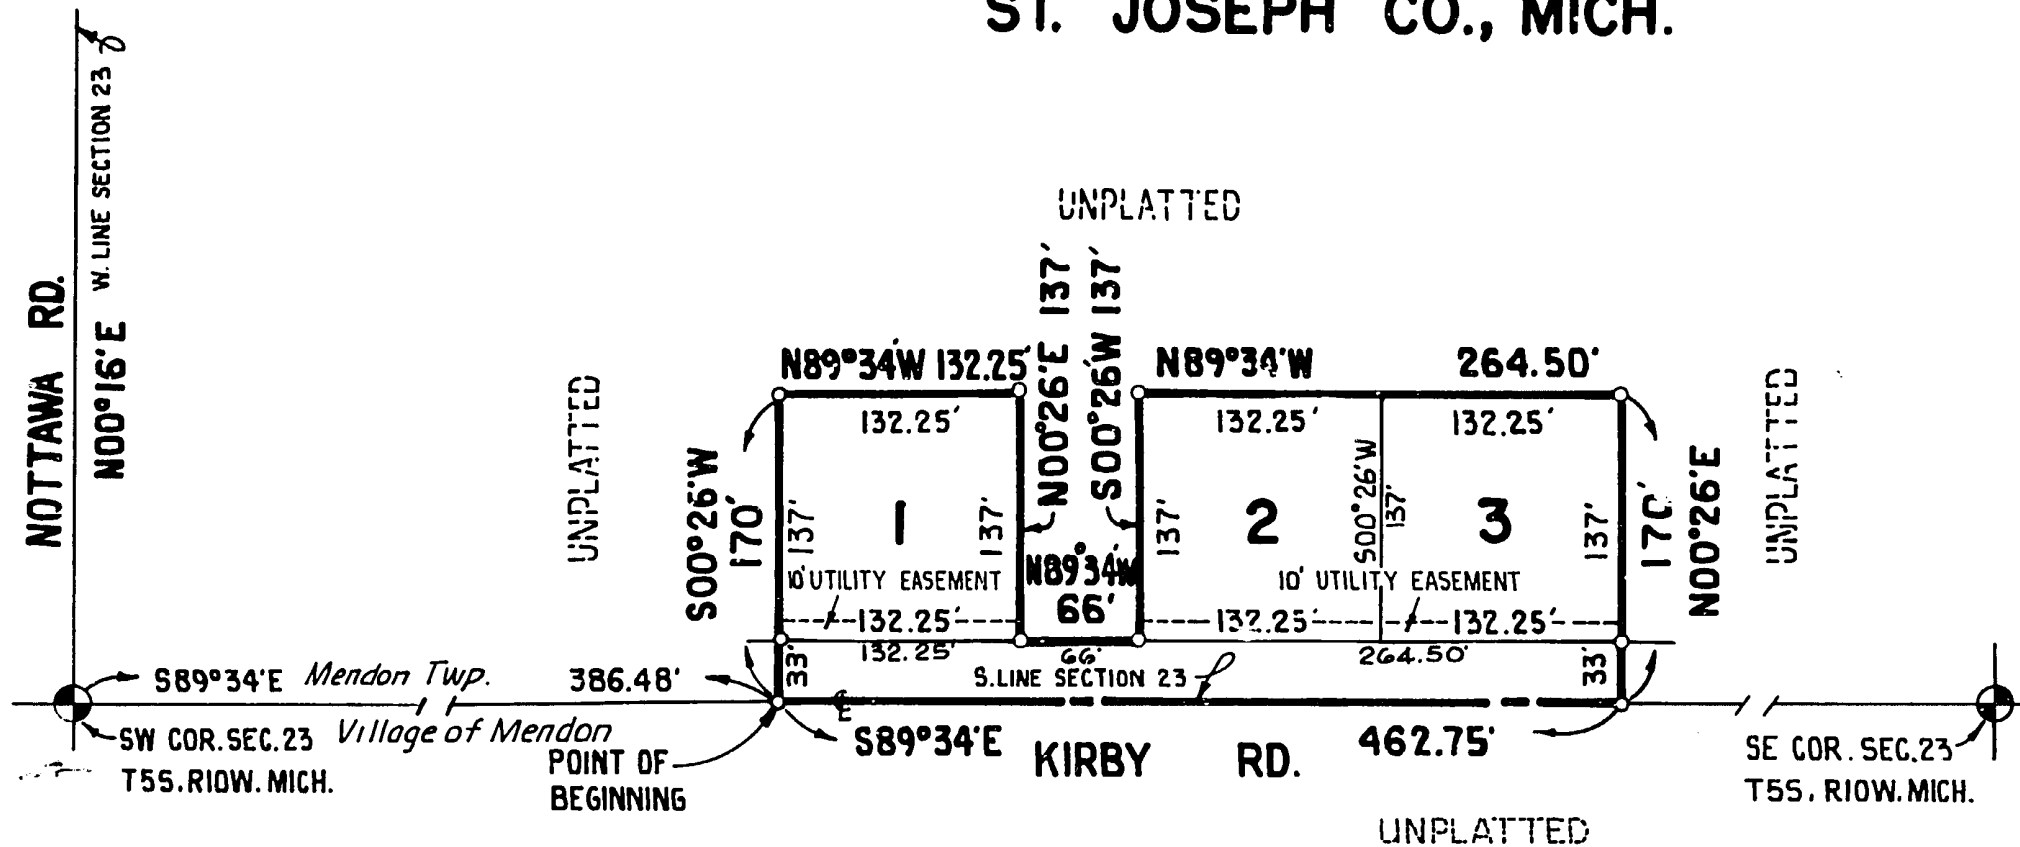 ST. JOSEPH CO., MICH.
W. LINE SECTION 23
NOTTAWA RD.
N00°16'E
UNPLATTED
N00°26'E 137'
S00°26'W 137'
N89°34'W 132.25'
N89°34'W 264.50'
UNPLATTED
UNPLATTED
132.25'
132.25'
132.25'
S00°26'W
170'
137'
1
137'
137'
2
S00°26'W
137'
3
137'
170'
N00°26'E
N89°34'W
66'
10' UTILITY EASEMENT
10' UTILITY EASEMENT
132.25'
132.25'
132.25'
132.25'
66'
264.50'
33'
33'
S.LINE SECTION 23
S89°34'E Mendon Twp. 386.48'
SW COR.SEC.23 Village of Mendon
T5S.R10W.MICH.
POINT OF
BEGINNING
℄
S89°34'E KIRBY RD. 462.75'
SE COR. SEC.23
T5S. R10W.MICH.
UNPLATTED